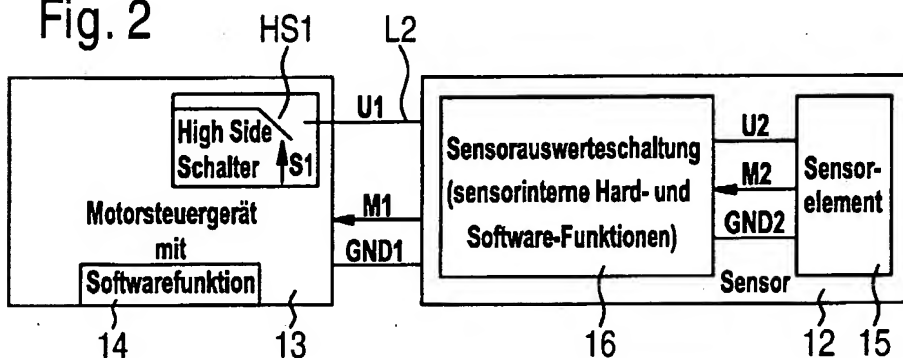 Fig. 2
HS1
L2
High Side
Schalter
S1
U1
M1
GND1
Motorsteuergerät
mit
Softwarefunktion
Sensorauswerteschaltung
(sensorinterne Hard- und
Software-Funktionen)
U2
M2
GND2
Sensor-
element
Sensor
14
13
16
12
15